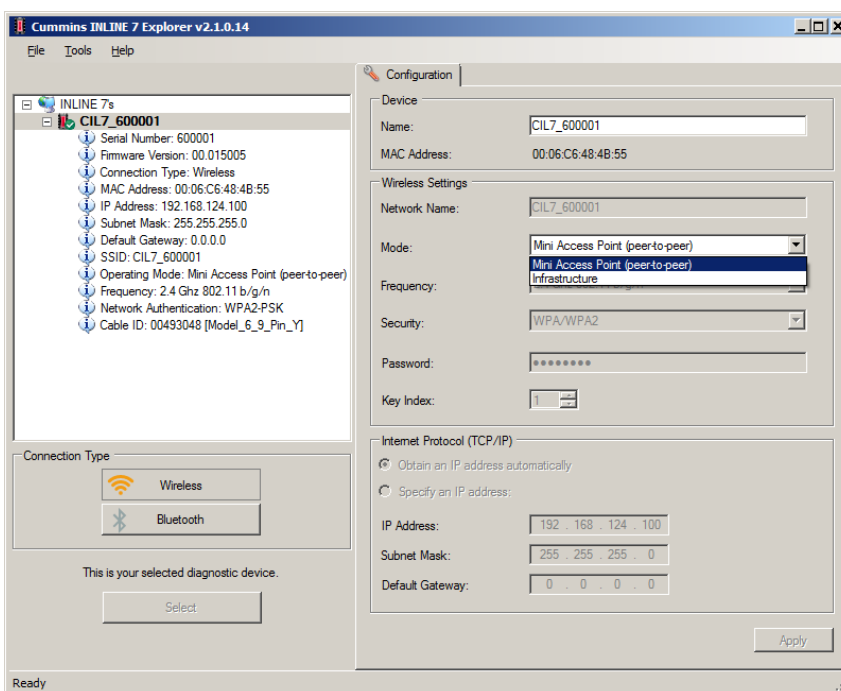 Cummins INLINE 7 Explorer v2.1.0.14
File Tools Help
INLINE 7's
CIL7_600001
Serial Number: 600001
Firmware Version: 00.015005
Connection Type: Wireless
MAC Address: 00:06:C6:48:4B:55
IP Address: 192.168.124.100
Subnet Mask: 255.255.255.0
Default Gateway: 0.0.0.0
SSID: CIL7_600001
Operating Mode: Mini Access Point (peer-to-peer)
Frequency: 2.4 Ghz 802.11 b/g/n
Network Authentication: WPA2-PSK
Cable ID: 00493048 [Model_6_9_Pin_Y]
Connection Type
Wireless
Bluetooth
This is your selected diagnostic device.
Select
Configuration
Device
Name: CIL7_600001
MAC Address: 00:06:C6:48:4B:55
Wireless Settings
Network Name: CIL7_600001
Mode: Mini Access Point (peer-to-peer)
Mini Access Point (peer-to-peer)
Infrastructure
Frequency:
Security: WPA/WPA2
Password: ●●●●●●●●
Key Index: 1
Internet Protocol (TCP/IP)
Obtain an IP address automatically
Specify an IP address:
IP Address: 192 . 168 . 124 . 100
Subnet Mask: 255 . 255 . 255 . 0
Default Gateway: 0 . 0 . 0 . 0
Apply
Ready